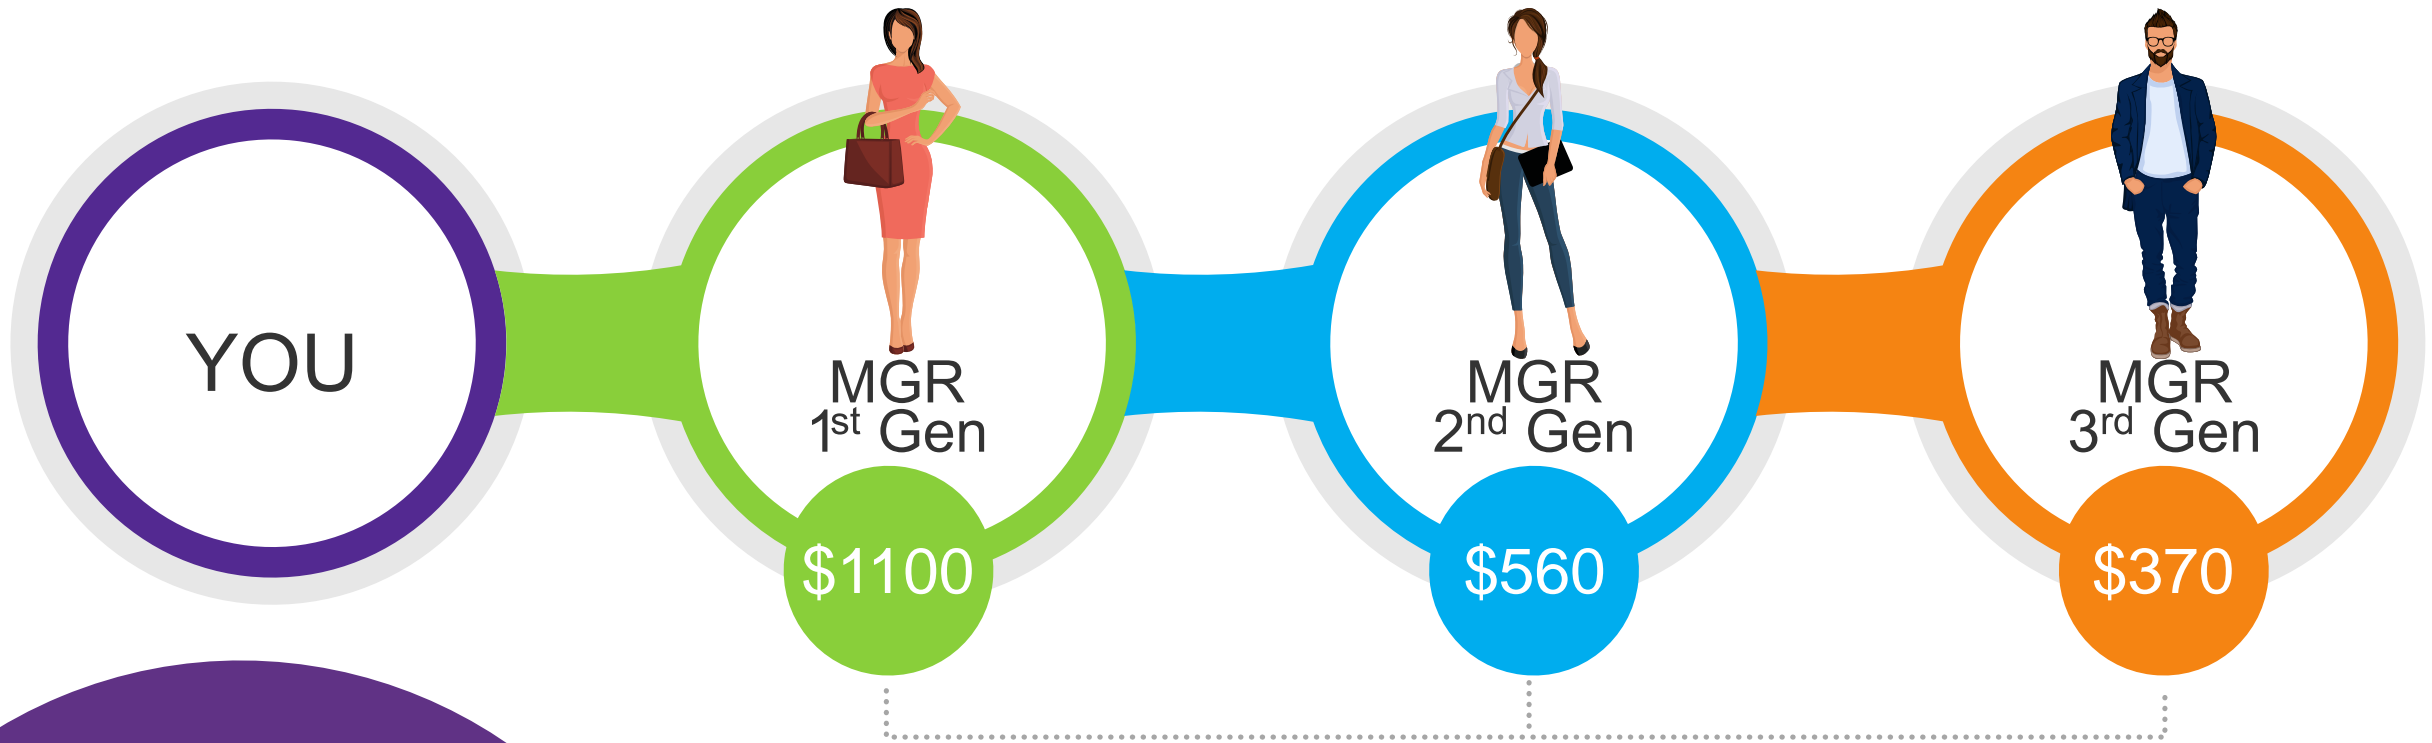 YOU
MGR
1st Gen
$1100
MGR
2nd Gen
$560
MGR
3rd Gen
$370